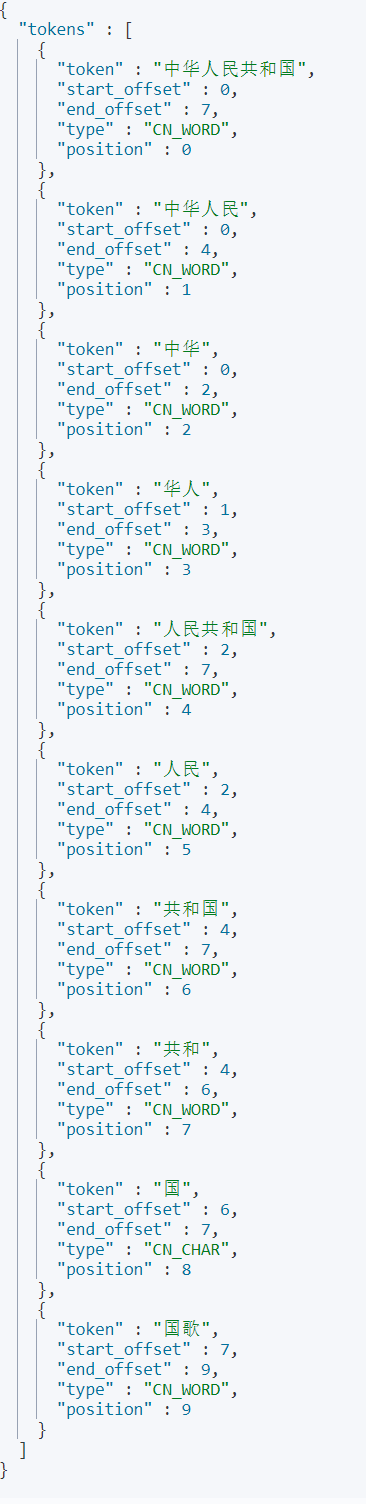 {
  "tokens" : [
    {
      "token" : "中华人民共和国",
      "start_offset" : 0,
      "end_offset" : 7,
      "type" : "CN_WORD",
      "position" : 0
    },
    {
      "token" : "中华人民",
      "start_offset" : 0,
      "end_offset" : 4,
      "type" : "CN_WORD",
      "position" : 1
    },
    {
      "token" : "中华",
      "start_offset" : 0,
      "end_offset" : 2,
      "type" : "CN_WORD",
      "position" : 2
    },
    {
      "token" : "华人",
      "start_offset" : 1,
      "end_offset" : 3,
      "type" : "CN_WORD",
      "position" : 3
    },
    {
      "token" : "人民共和国",
      "start_offset" : 2,
      "end_offset" : 7,
      "type" : "CN_WORD",
      "position" : 4
    },
    {
      "token" : "人民",
      "start_offset" : 2,
      "end_offset" : 4,
      "type" : "CN_WORD",
      "position" : 5
    },
    {
      "token" : "共和国",
      "start_offset" : 4,
      "end_offset" : 7,
      "type" : "CN_WORD",
      "position" : 6
    },
    {
      "token" : "共和",
      "start_offset" : 4,
      "end_offset" : 6,
      "type" : "CN_WORD",
      "position" : 7
    },
    {
      "token" : "国",
      "start_offset" : 6,
      "end_offset" : 7,
      "type" : "CN_CHAR",
      "position" : 8
    },
    {
      "token" : "国歌",
      "start_offset" : 7,
      "end_offset" : 9,
      "type" : "CN_WORD",
      "position" : 9
    }
  ]
}